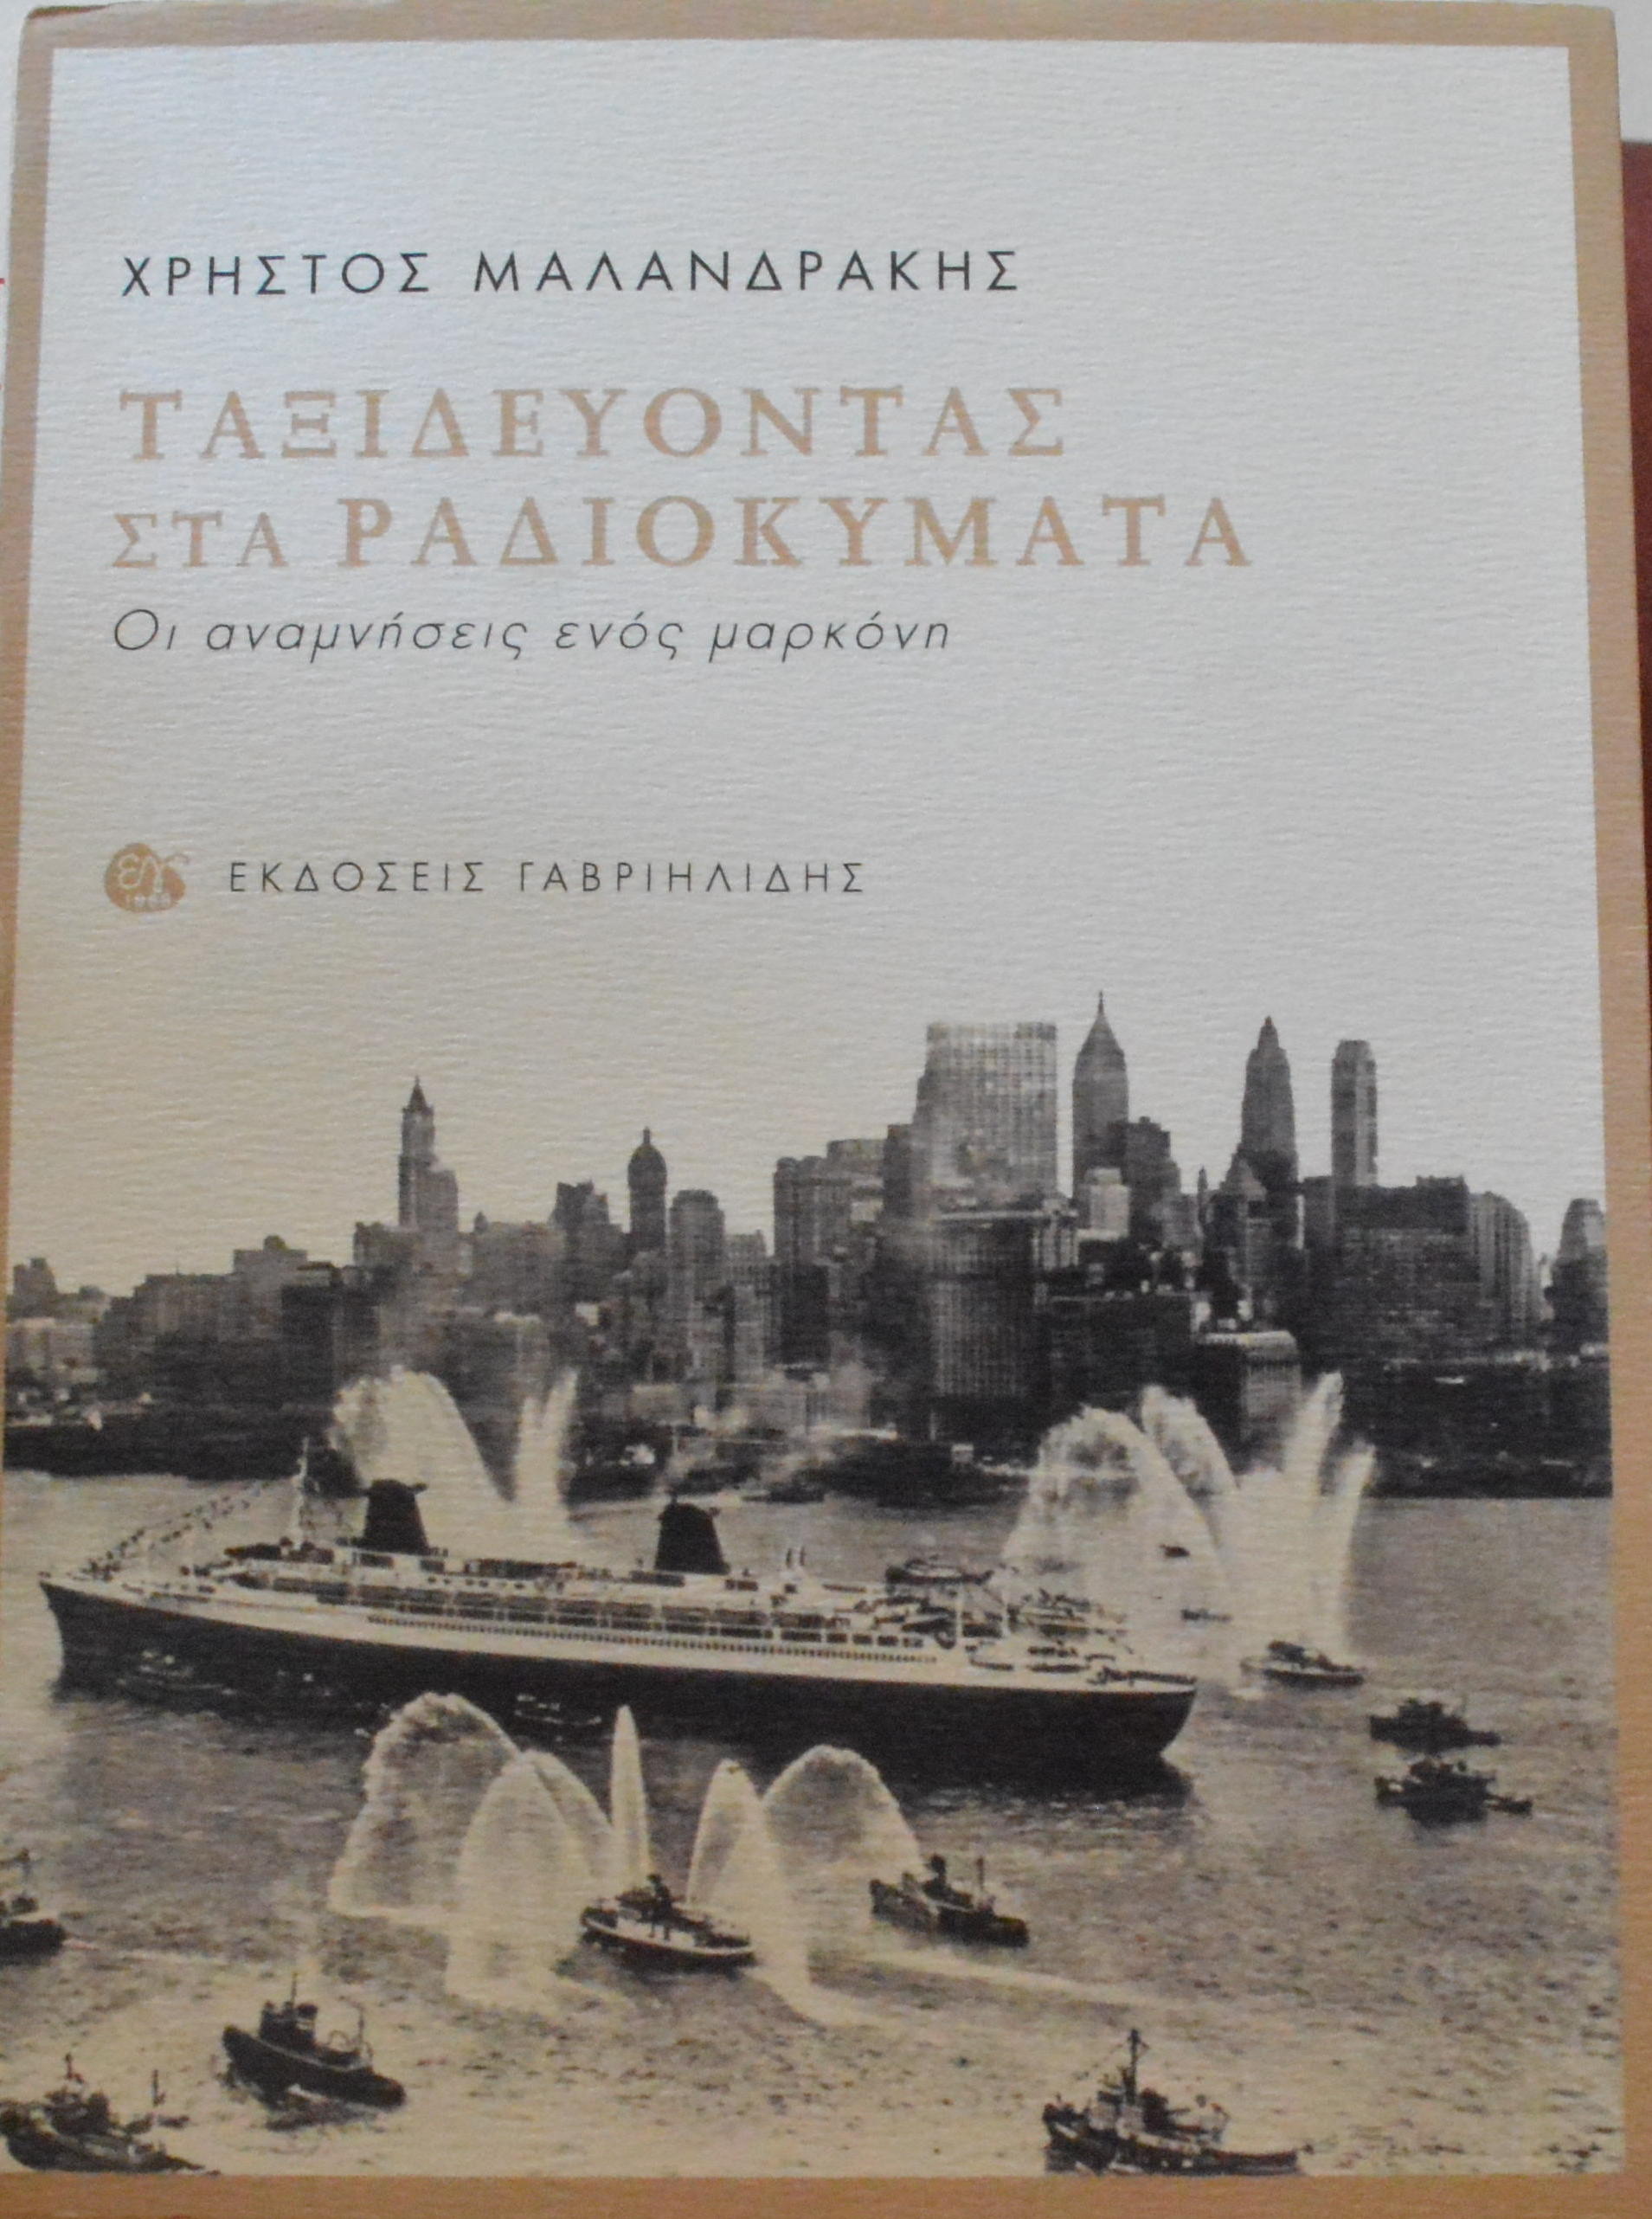 ΧΡΗΣΤΟΣ ΜΑΛΑΝΔΡΑΚΗΣ
ΤΑΞΙΔΕΥΟΝΤΑΣ
ΣΤΑ ΡΑΔΙΟΚΥΜΑΤΑ
Οι αναμνήσεις ενός μαρκόνη
ΕΚΔΟΣΕΙΣ ΓΑΒΡΙΗΛΙΔΗΣ